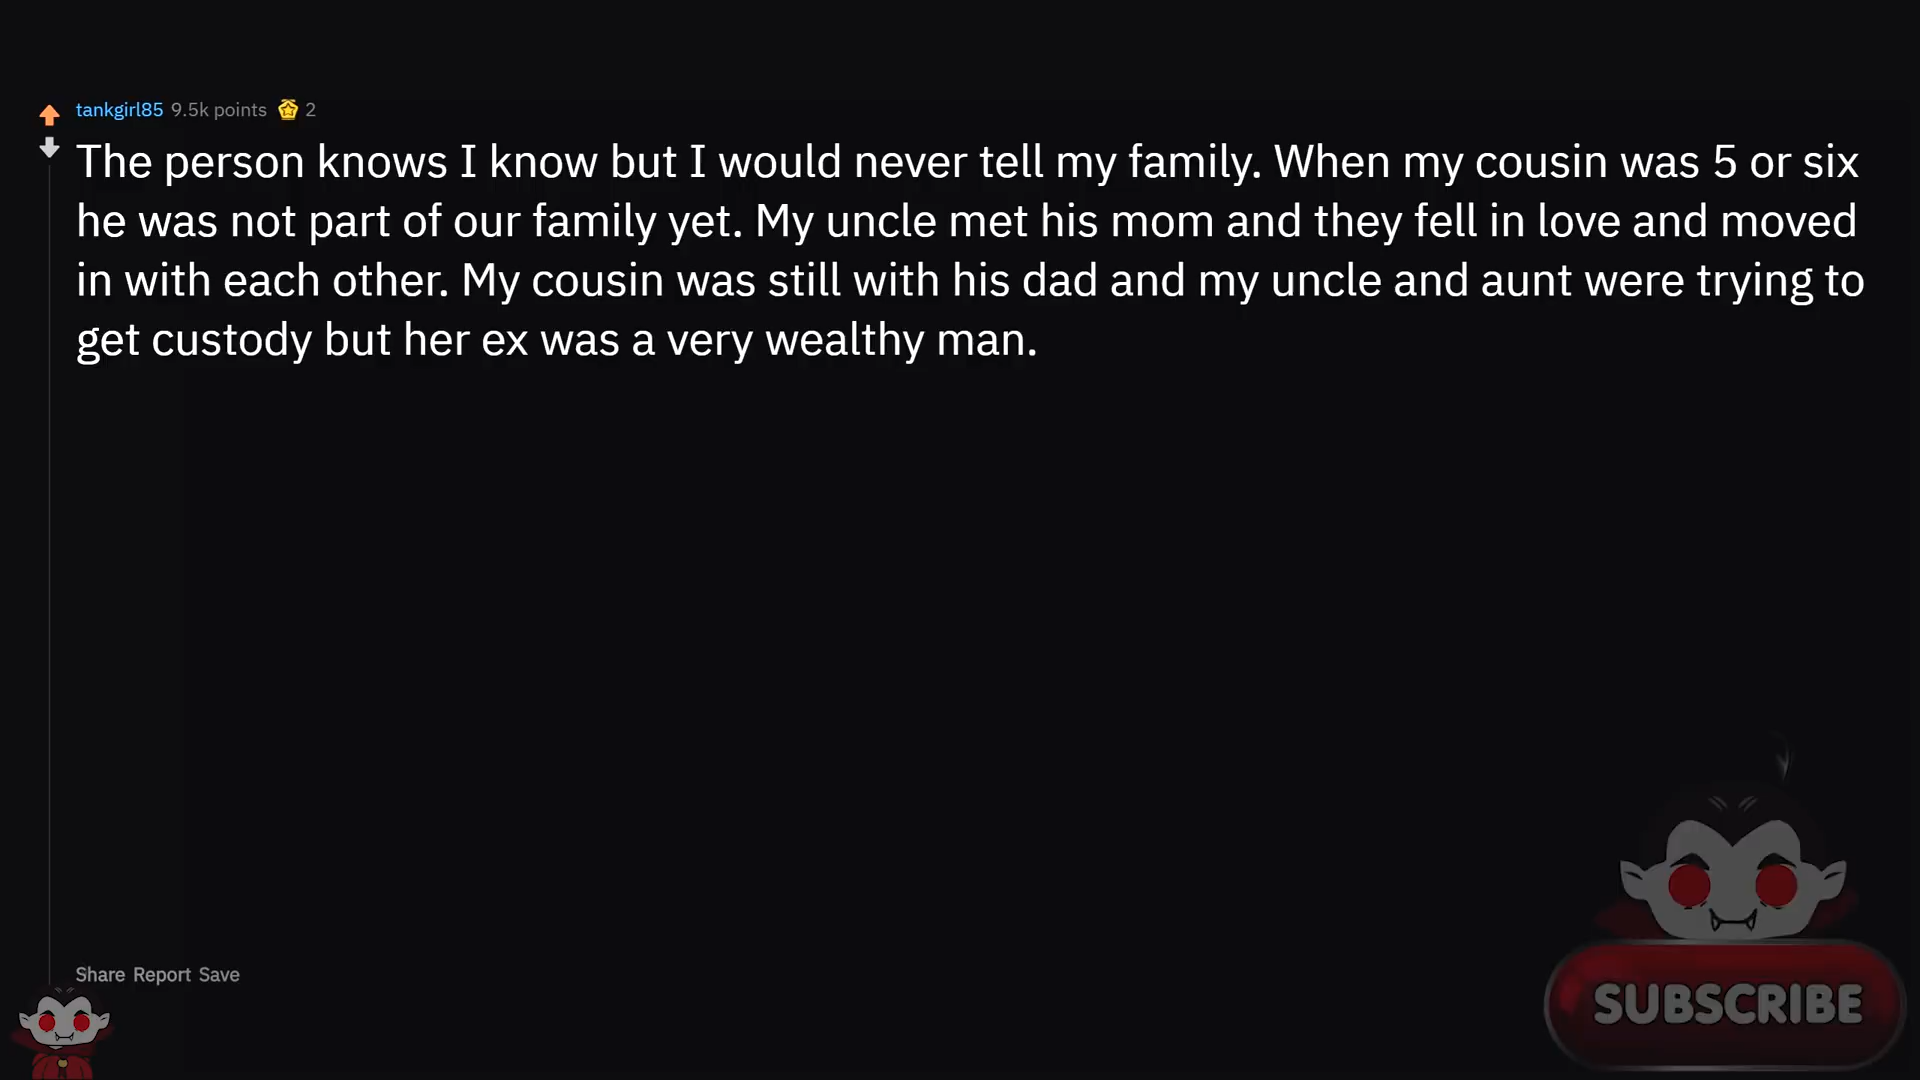 tankgirl85 9.5k points 2
The person knows I know but I would never tell my family. When my cousin was 5 or six
he was not part of our family yet. My uncle met his mom and they fell in love and moved
in with each other. My cousin was still with his dad and my uncle and aunt were trying to
get custody but her ex was a very wealthy man.
Share Report Save
SUBSCRIBE